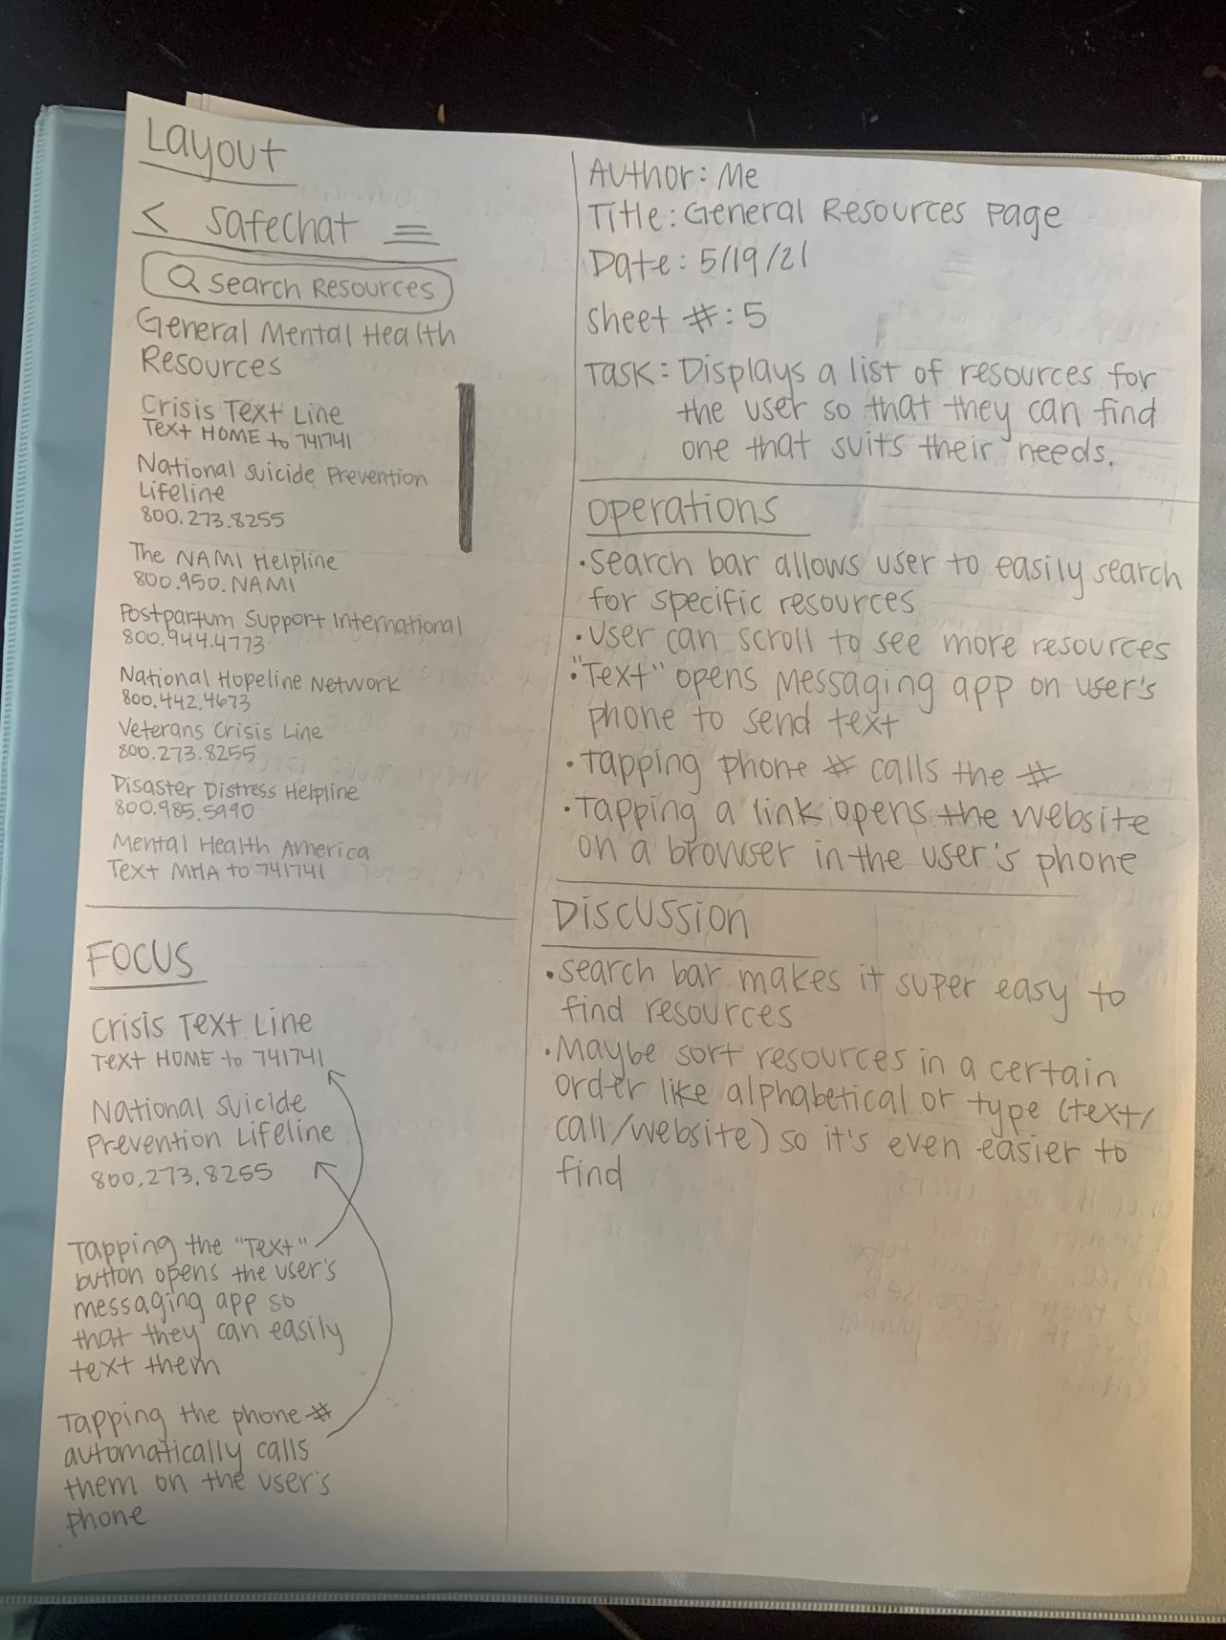 Layout
< Safechat
Search Resources
General Mental Health
Resources
Crisis Text Line
Text HOME to 741741
National Suicide Prevention
Lifeline
800.273.8255
The NAMI Helpline
800.950.NAMI
Postpartum Support International
800.944.4773
National Hopeline Network
800.442.4673
Veterans Crisis Line
800.273.8255
Disaster Distress Helpline
800.985.5990
Mental Health America
Text MHA to 741741
Focus
Crisis Text Line
Text HOME to 741741
National Suicide
Prevention Lifeline
800.273.8255
Tapping the "Text"
button opens the user's
messaging app so
that they can easily
text them
Tapping the phone #
automatically calls
them on the user's
phone
Author: Me
Title: General Resources Page
Date: 5/19/21
Sheet #: 5
Task: Displays a list of resources for
the user so that they can find
one that suits their needs.
Operations
• Search bar allows user to easily search
for specific resources
• User can scroll to see more resources
• "Text" opens messaging app on user's
phone to send text
• Tapping phone # calls the #
• Tapping a link opens the website
on a browser in the user's phone
Discussion
• Search bar makes it super easy to
find resources
• Maybe sort resources in a certain
order like alphabetical or type (text/
call/website) so it's even easier to
find